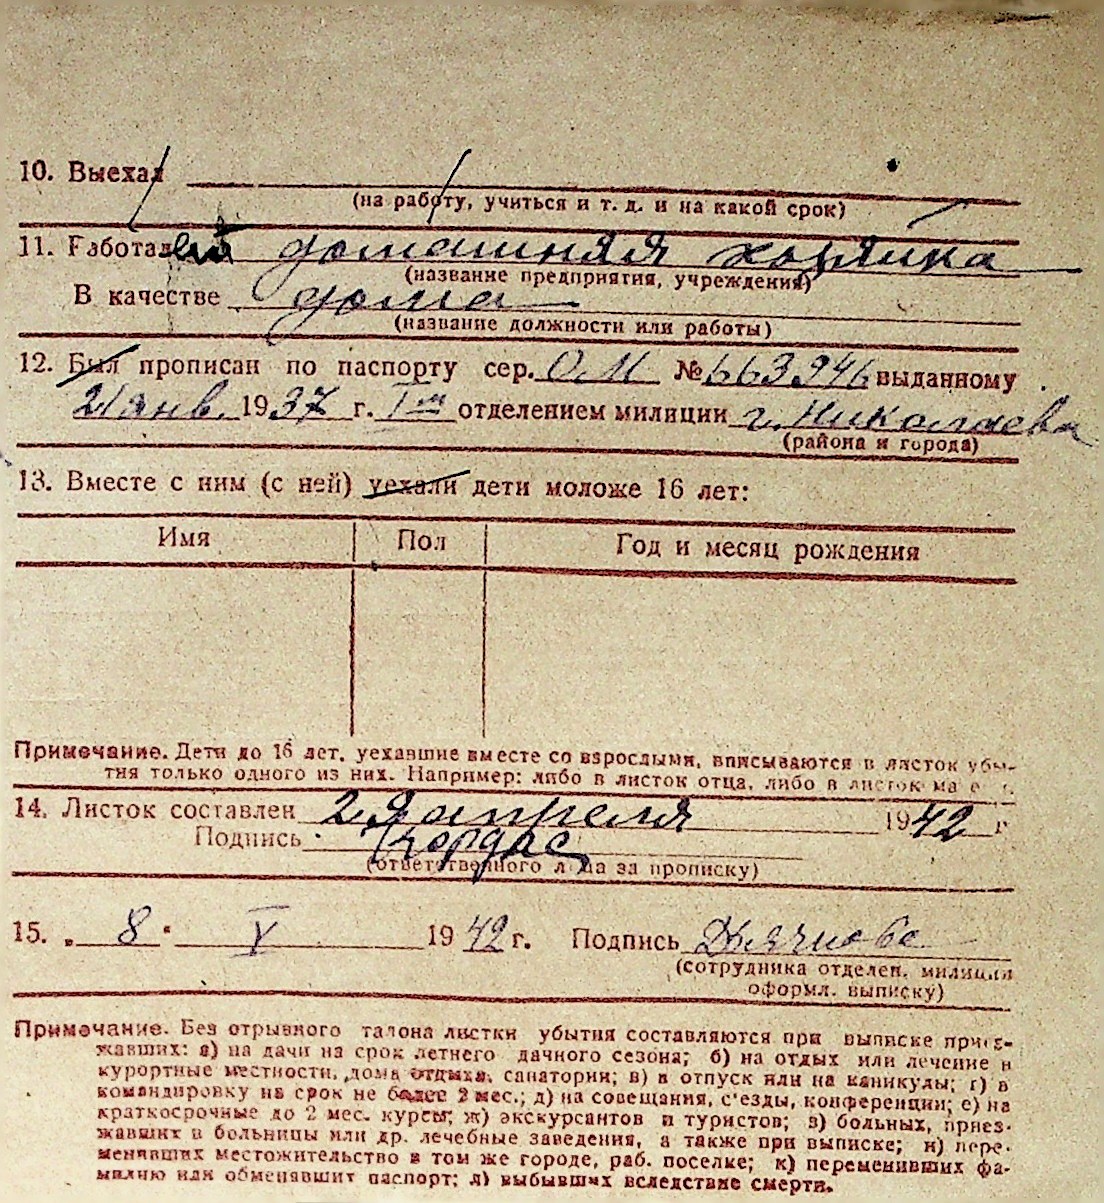 10. Выехал
(на работу, учиться и т. д. и на какой срок)
11. Работал домашняя хозяйка
(название предприятия, учреждения)
В качестве дома
(название должности или работы)
12. Был прописан по паспорту сер. ОМ № 663946 выданному
21 янв. 1937 г. I ым отделением милиции г. Николаева
(района и города)
13. Вместе с ним (с ней) уехали дети моложе 16 лет:
Имя Пол Год и месяц рождения
Примечание. Дети до 16 лет, уехавшие вместе со взрослыми, вписываются в листок убы-
тия только одного из них. Например: либо в листок отца, либо в листок
14. Листок составлен апреля 1942 г
Подпись Кордас
(ответственного лица за прописку)
15. „ 8 " V 1942 г. Подпись
(сотрудника отделен. милиции
оформл. выписку)
Примечание. Без отрывного талона листки убытия составляются при выписке приез-
жавших: а) на дачи на срок летнего дачного сезона; б) на отдых или лечение в
курортные местности, дома отдыха, санатории; в) в отпуск или на каникулы; г) в
командировку на срок не более 2 мес.; д) на совещания, с'езды, конференции; е) на
краткосрочные до 2 мес. курсы; ж) экскурсантов и туристов; з) больных, приез-
жавших в больницы или др. лечебные заведения, а также при выписке; и) пере-
менивших местожительство в том же городе, раб. поселке; к) переменивших фа-
милию или обменявшит паспорт; л) выбывших вследствие смерти.